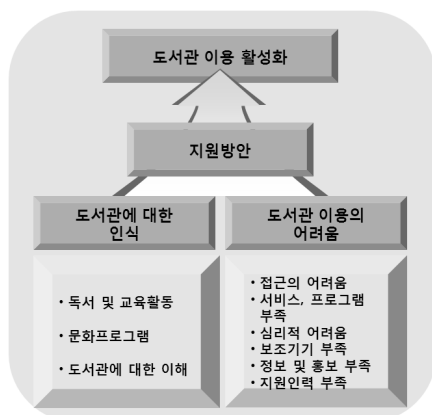 도서관 이용 활성화
지원방안
도서관에 대한
인식
도서관 이용의
어려움
• 독서 및 교육활동
• 문화프로그램
• 도서관에 대한 이해
• 접근의 어려움
• 서비스, 프로그램
부족
• 심리적 어려움
• 보조기기 부족
• 정보 및 홍보 부족
• 지원인력 부족